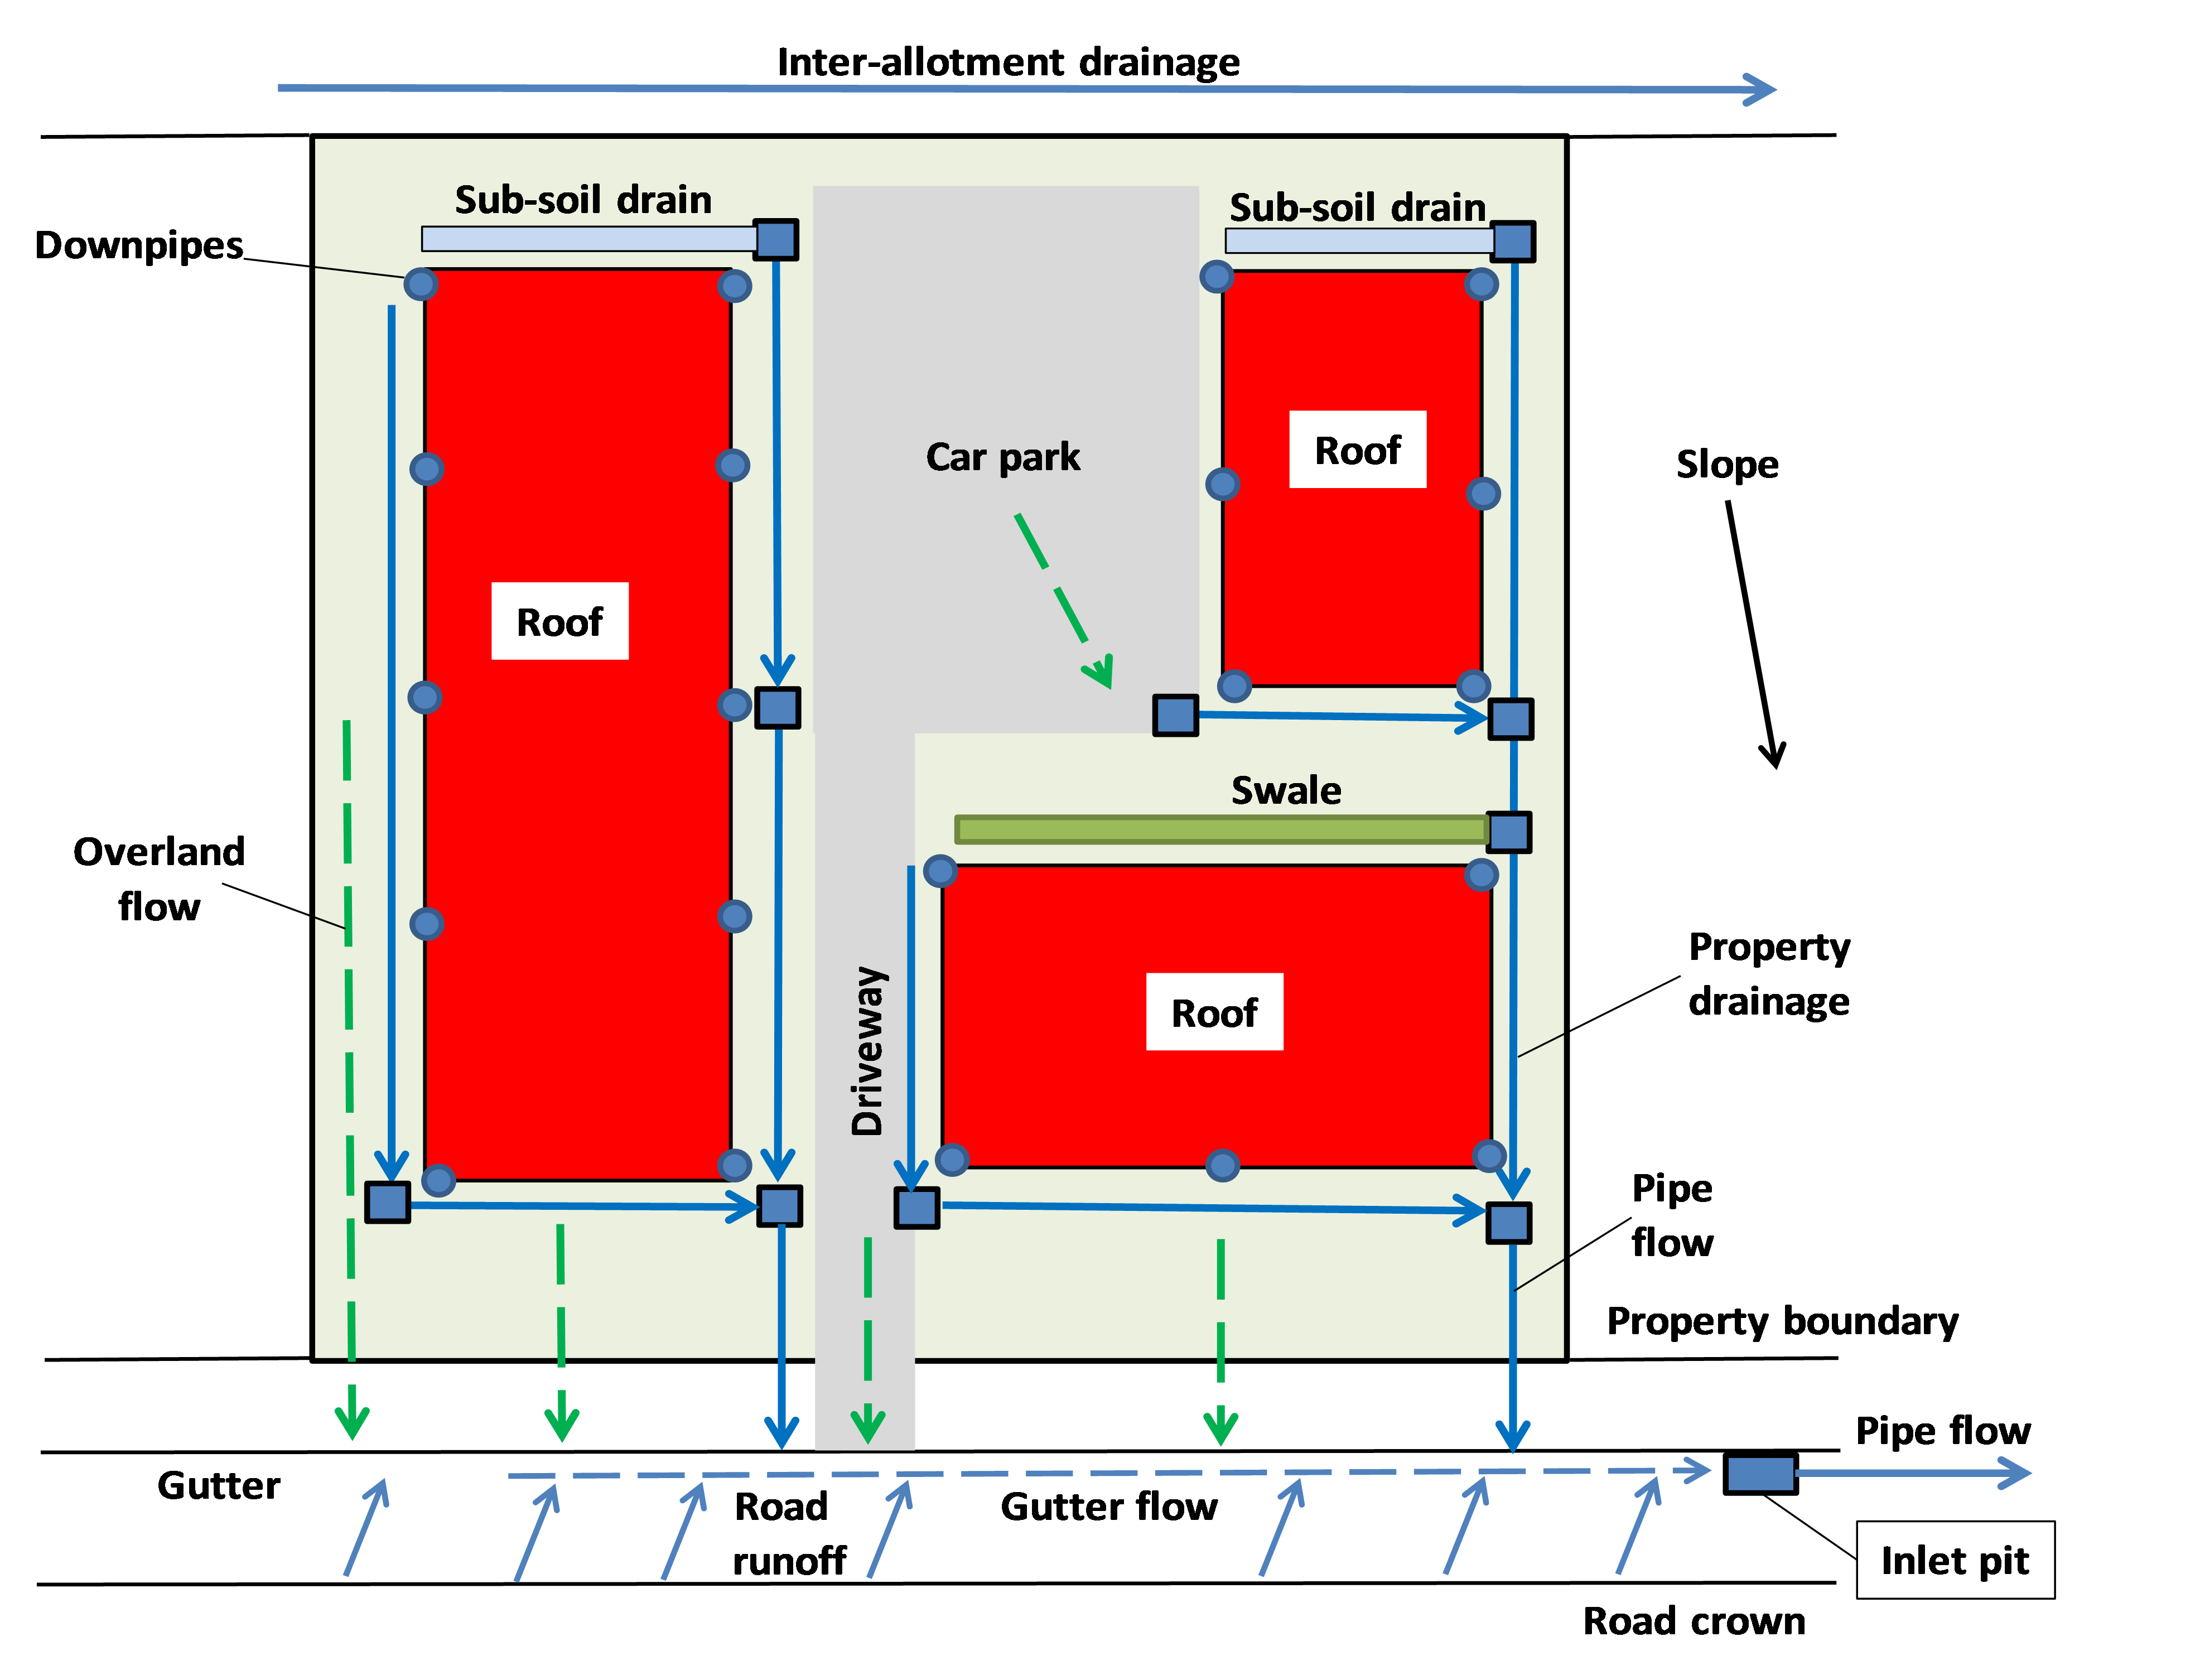 Inter-allotment drainage
Sub-soil drain
Sub-soil drain
Downpipes
Roof
Car park
Slope
Roof
Swale
Overland
flow
Property
drainage
Roof
Driveway
Pipe
flow
Property boundary
Pipe flow
Gutter
Road
runoff
Gutter flow
Inlet pit
Road crown